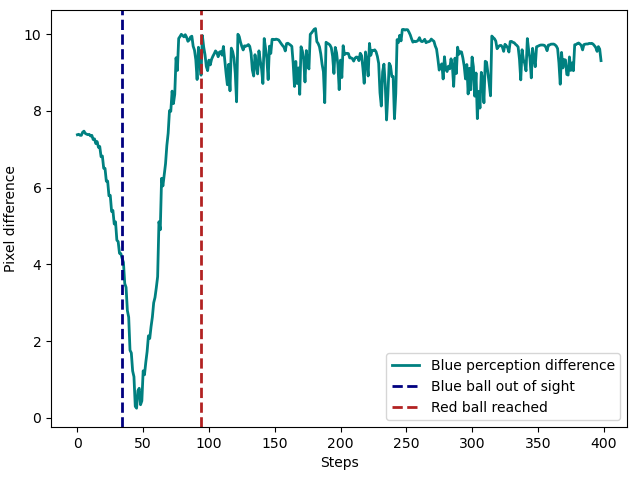 Pixel difference
10
8
6
4
2
0
0 50 100 150 200 250 300 350 400
Steps
Blue perception difference
Blue ball out of sight
Red ball reached